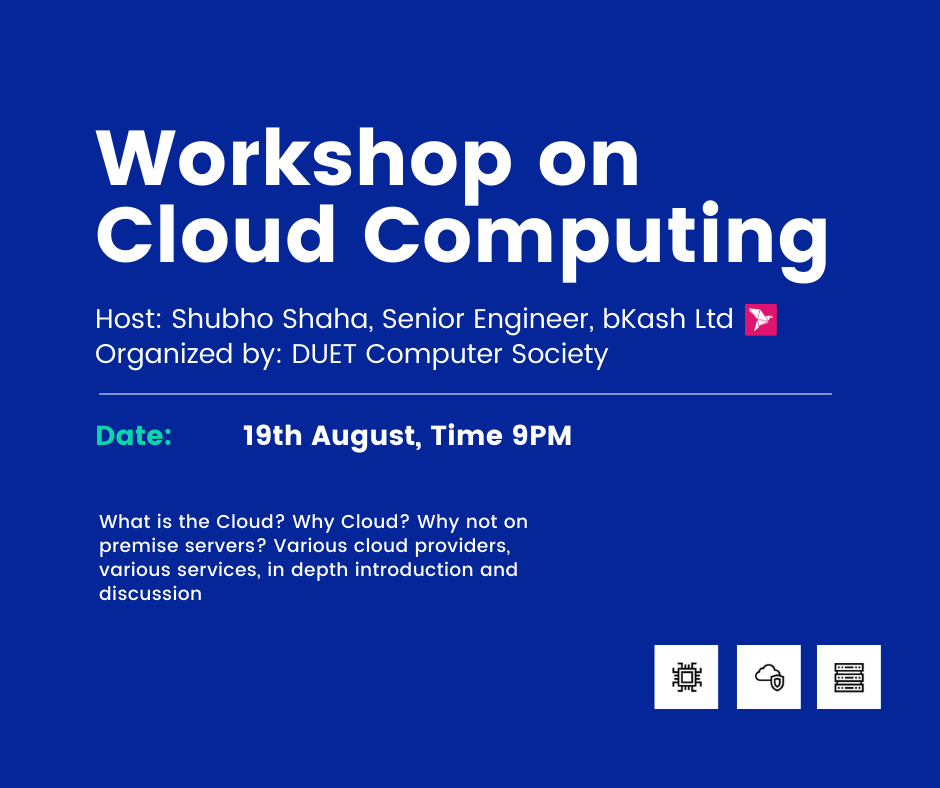 Workshop on
Cloud Computing
Host: Shubho Shaha, Senior Engineer, bKash Ltd
Organized by: DUET Computer Society
Date: 19th August, Time 9PM
What is the Cloud? Why Cloud? Why not on
premise servers? Various cloud providers,
various services, in depth introduction and
discussion